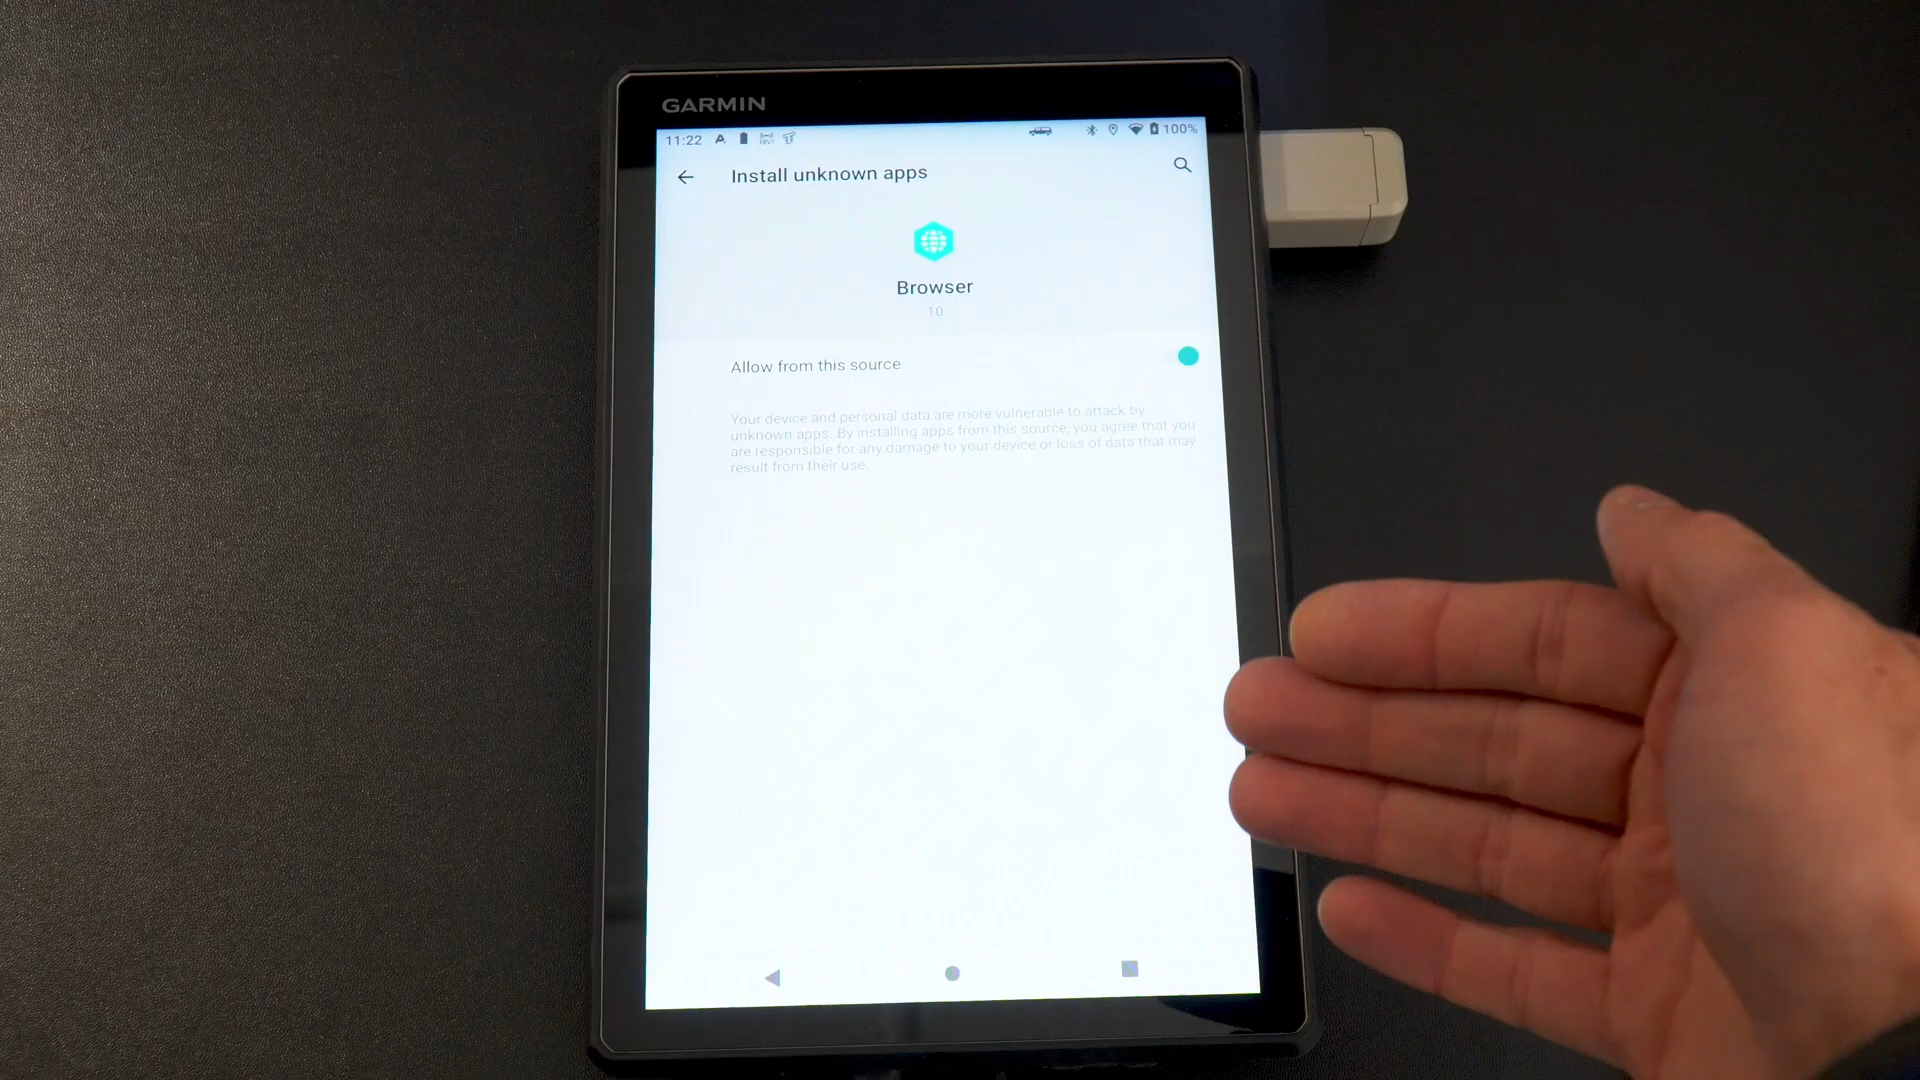 GARMIN
11:22
100%
Install unknown apps
Browser
10
Allow from this source
Your device and personal data are more vulnerable to attack by
unknown apps. By installing apps from this source, you agree that you
are responsible for any damage to your device or loss of data that may
result from their use.